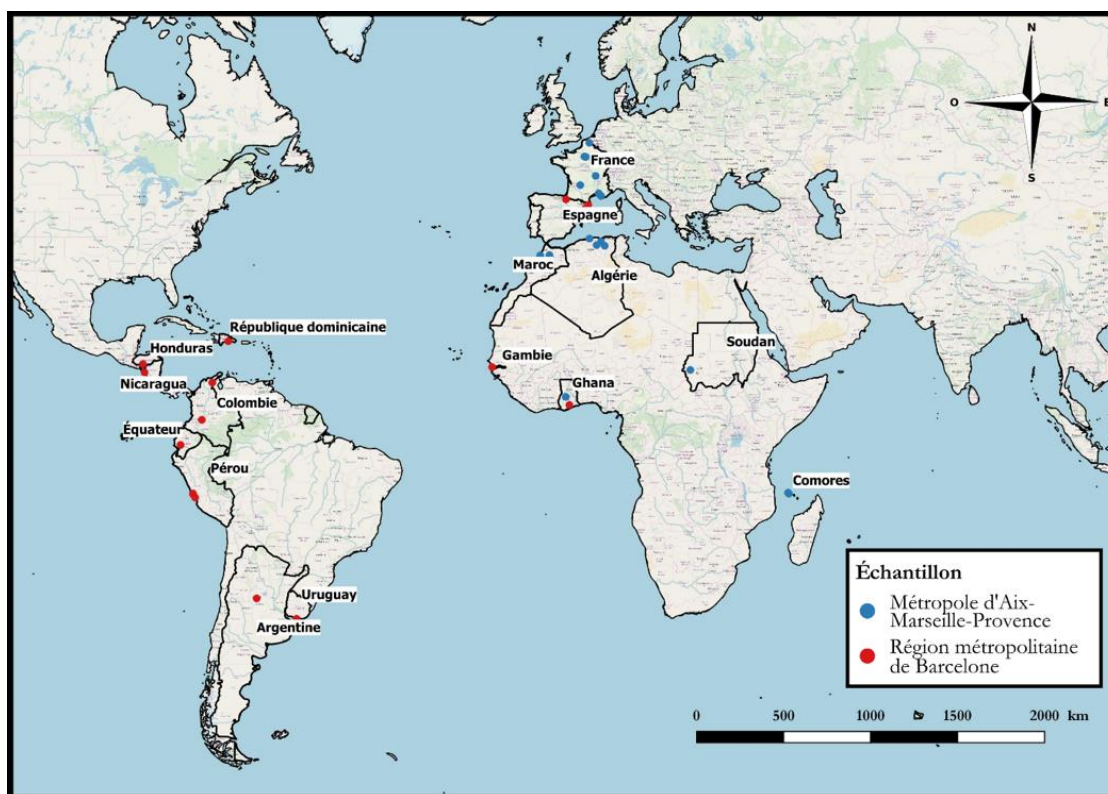 N
O
E
S
France
Espagne
Maroc
Algérie
République dominicaine
Honduras
Soudan
Gambie
Nicaragua
Ghana
Colombie
Équateur
Pérou
Comores
Uruguay
Argentine
Échantillon
Métropole d'Aix-
Marseille-Provence
Région métropolitaine
de Barcelone
0 500 1000 1500 2000 km